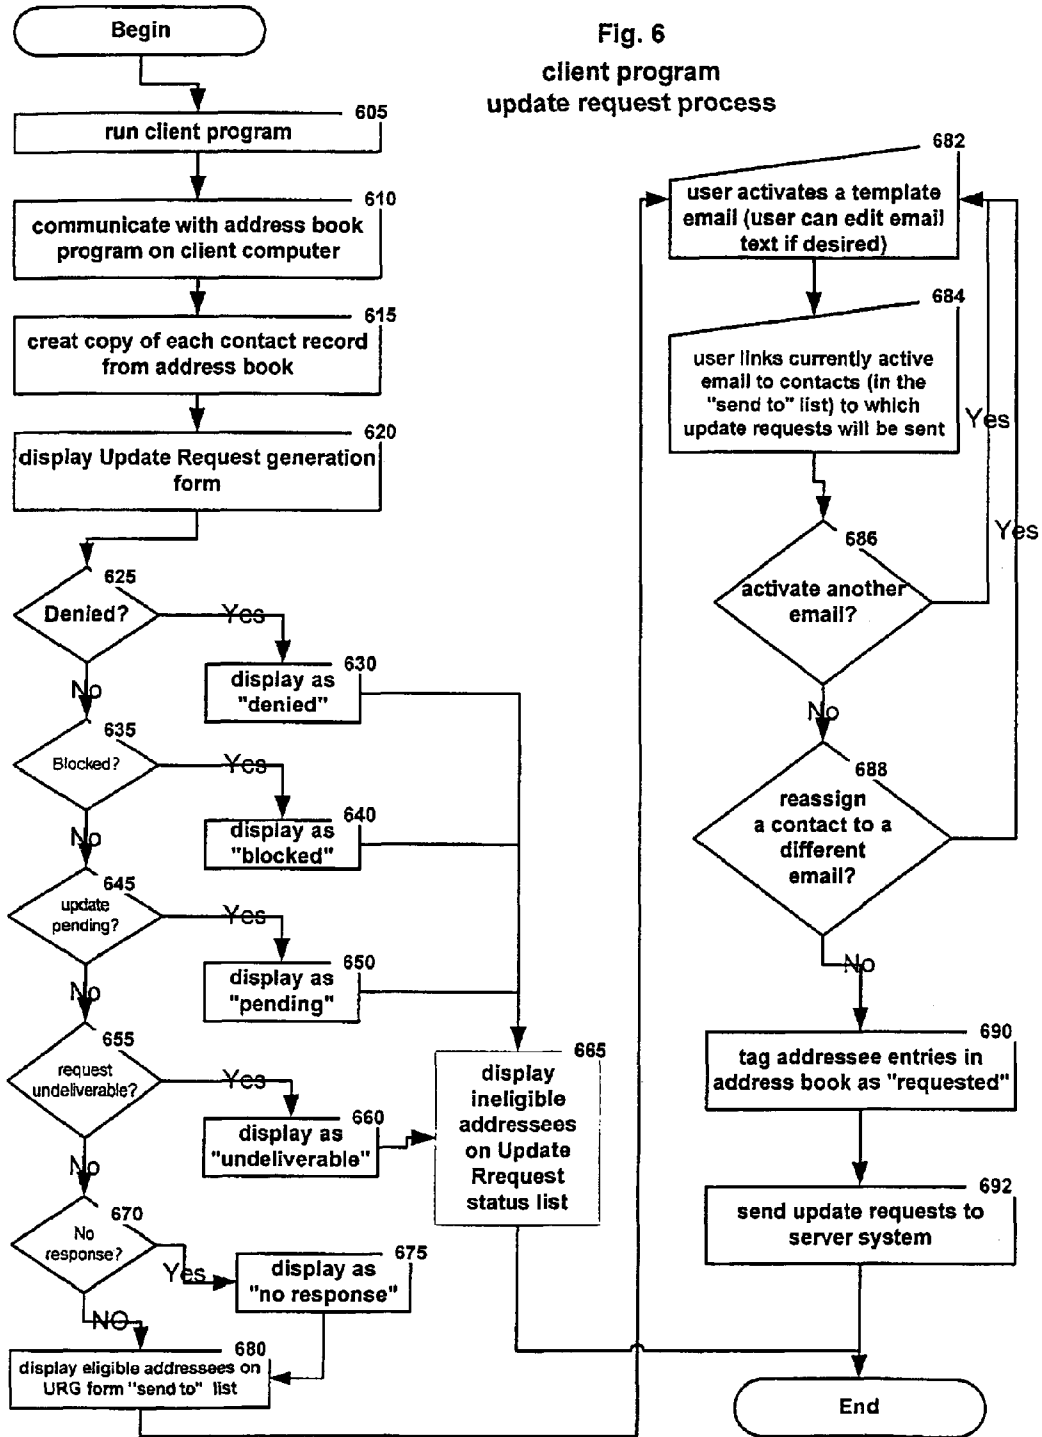 Fig. 6
client program
update request process
Begin
605
run client program
610
communicate with address book
program on client computer
615
creat copy of each contact record
from address book
620
display Update Request generation
form
625
Denied?
Yes
No
630
display as
"denied"
635
Blocked?
Yes
No
640
display as
"blocked"
645
update
pending?
Yes
No
650
display as
"pending"
655
request
undeliverable?
Yes
No
660
display as
"undeliverable"
665
display
ineligible
addressees
on Update
Rrequest
status list
670
No
response?
Yes
NO
675
display as
"no response"
680
display eligible addressees on
URG form "send to" list
682
user activates a template
email (user can edit email
text if desired)
684
user links currently active
email to contacts (in the
"send to" list) to which
update requests will be sent
Yes
Yes
686
activate another
email?
No
688
reassign
a contact to a
different
email?
No
690
tag addressee entries in
address book as "requested"
692
send update requests to
server system
End